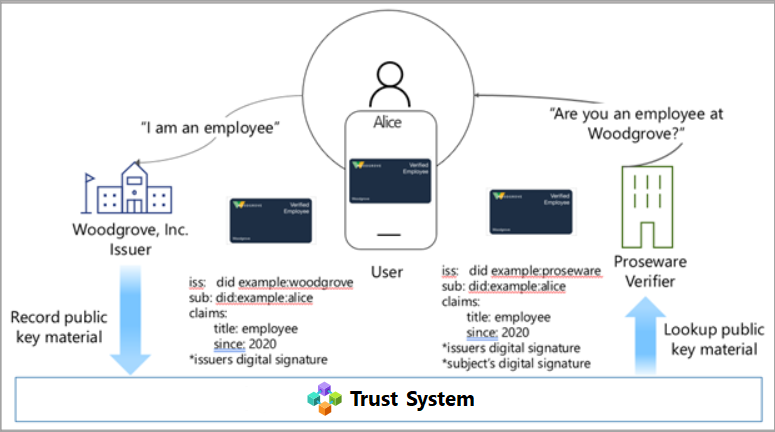 "I am an employee"
Alice
"Are you an employee at
Woodgrove?"
Verified
Employee
Woodgrove
Woodgrove, Inc.
Issuer
Verified
Employee
Woodgrove
Verified
Employee
Woodgrove
Proseware
Verifier
User
iss: did example:woodgrove
sub: did:example:alice
claims:
title: employee
since: 2020
*issuers digital signature
iss: did example:proseware
sub: did:example:alice
claims:
title: employee
since: 2020
*issuers digital signature
*subject's digital signature
Record public
key material
Lookup public
key material
Trust System